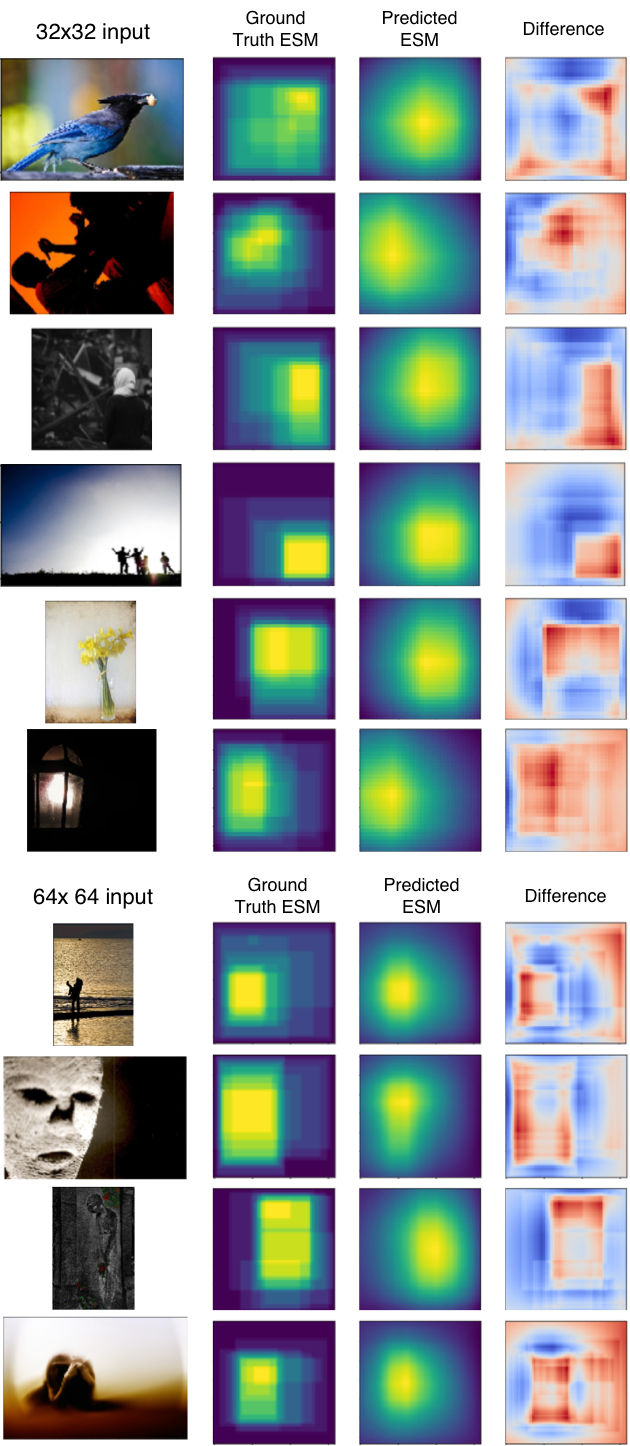 32x32 input
Ground
Truth ESM
Predicted
ESM
Difference
64x 64 input
Ground
Truth ESM
Predicted
ESM
Difference